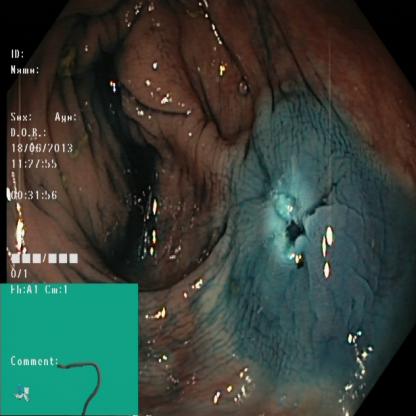 ID:
Name:
Sex: Age:
D.O.B.:
18/06/2013
11:27:55
00:31:56
0/1
Eh:A1 Cm:1
Comment: